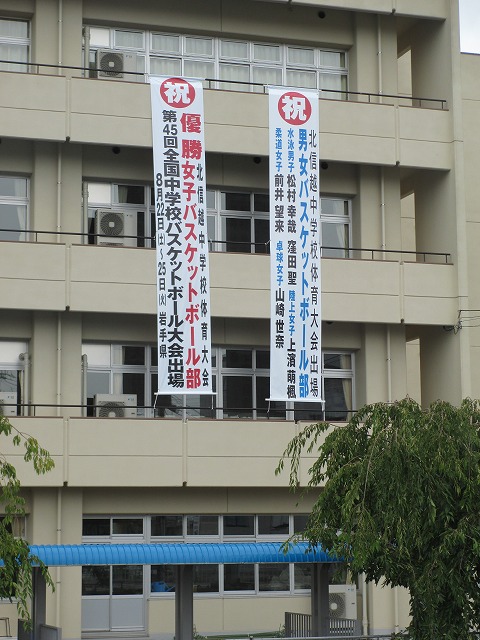 祝
北信越中学校体育大会出場
男女バスケットボール部
水泳男子 松村 幸哉 窪田 聖 陸上女子 上濱 萌楓
柔道女子 前井 望来 卓球女子 山崎 世奈
祝
北信越中学校体育大会
優勝 女子バスケットボール部
第45回全国中学校バスケットボール大会出場
8月22日(土)～25日(火) 岩手県